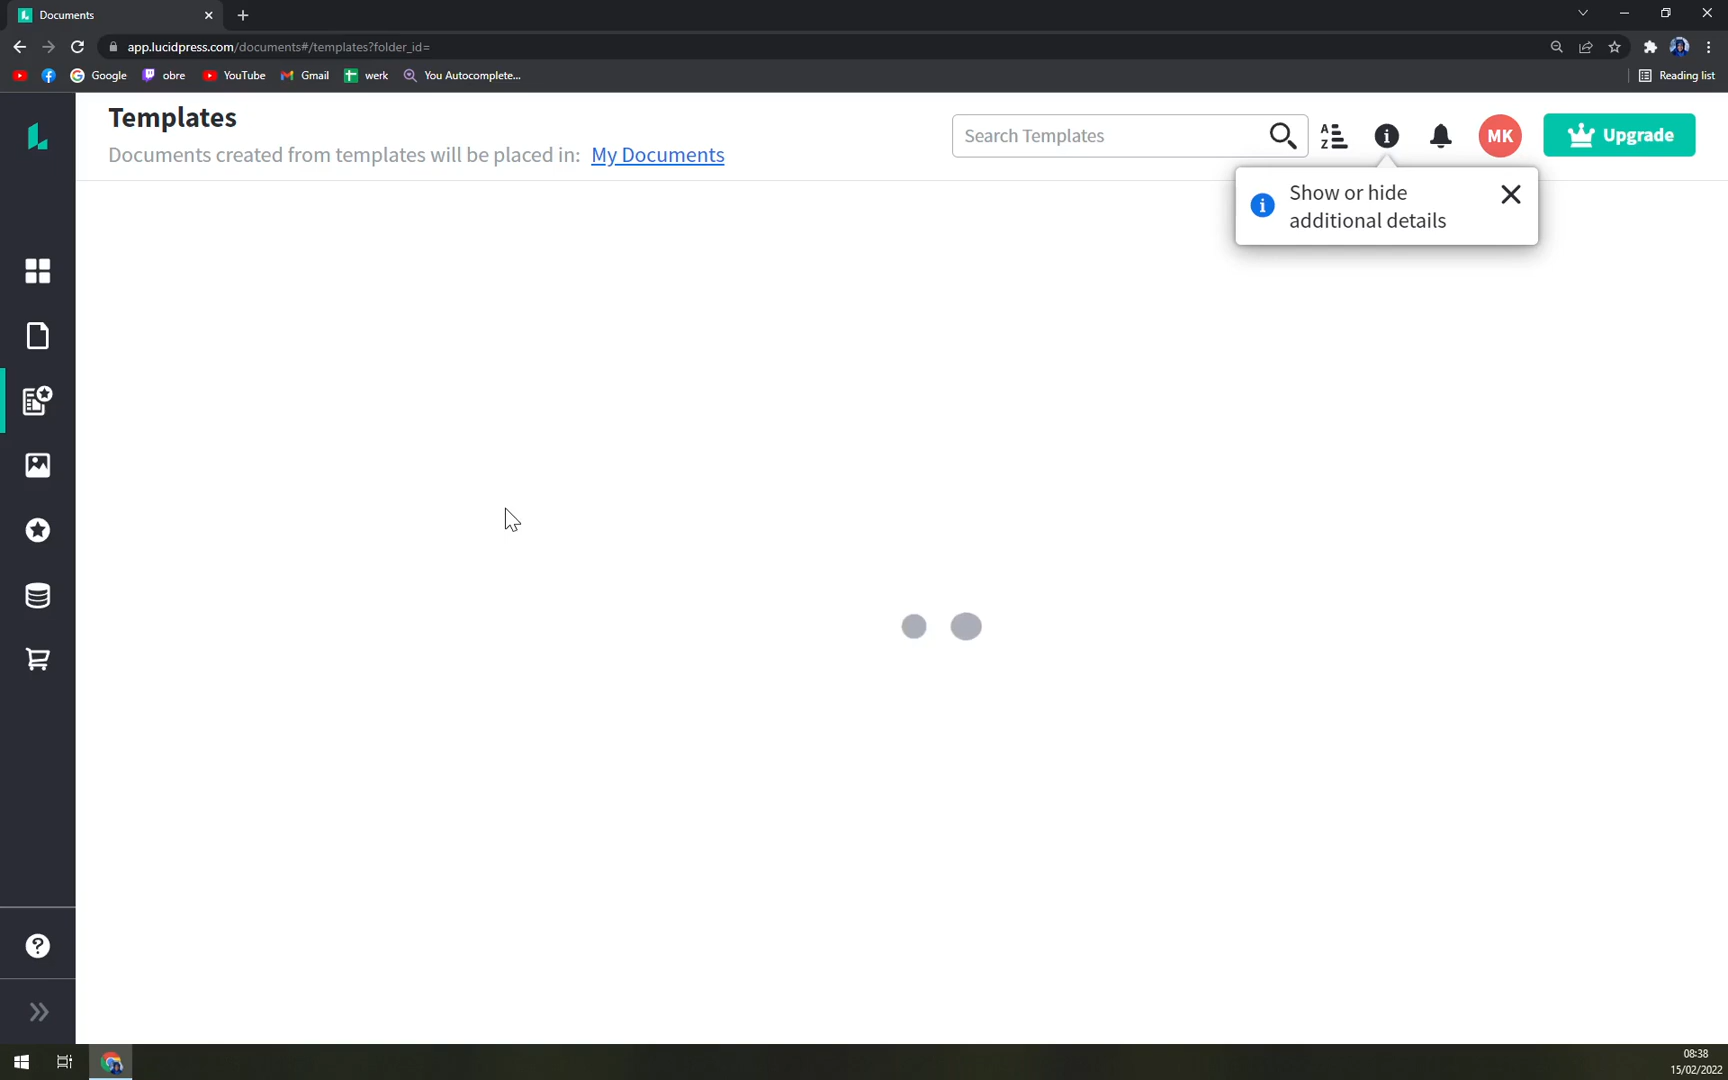 Documents
app.lucidpress.com/documents#/templates?folder_id=
Google
obre
YouTube
Gmail
werk
You Autocomplete...
Reading list
Templates
Documents created from templates will be placed in: My Documents
Search Templates
A
Z
MK
Upgrade
Show or hide
additional details
08:38
15/02/2022